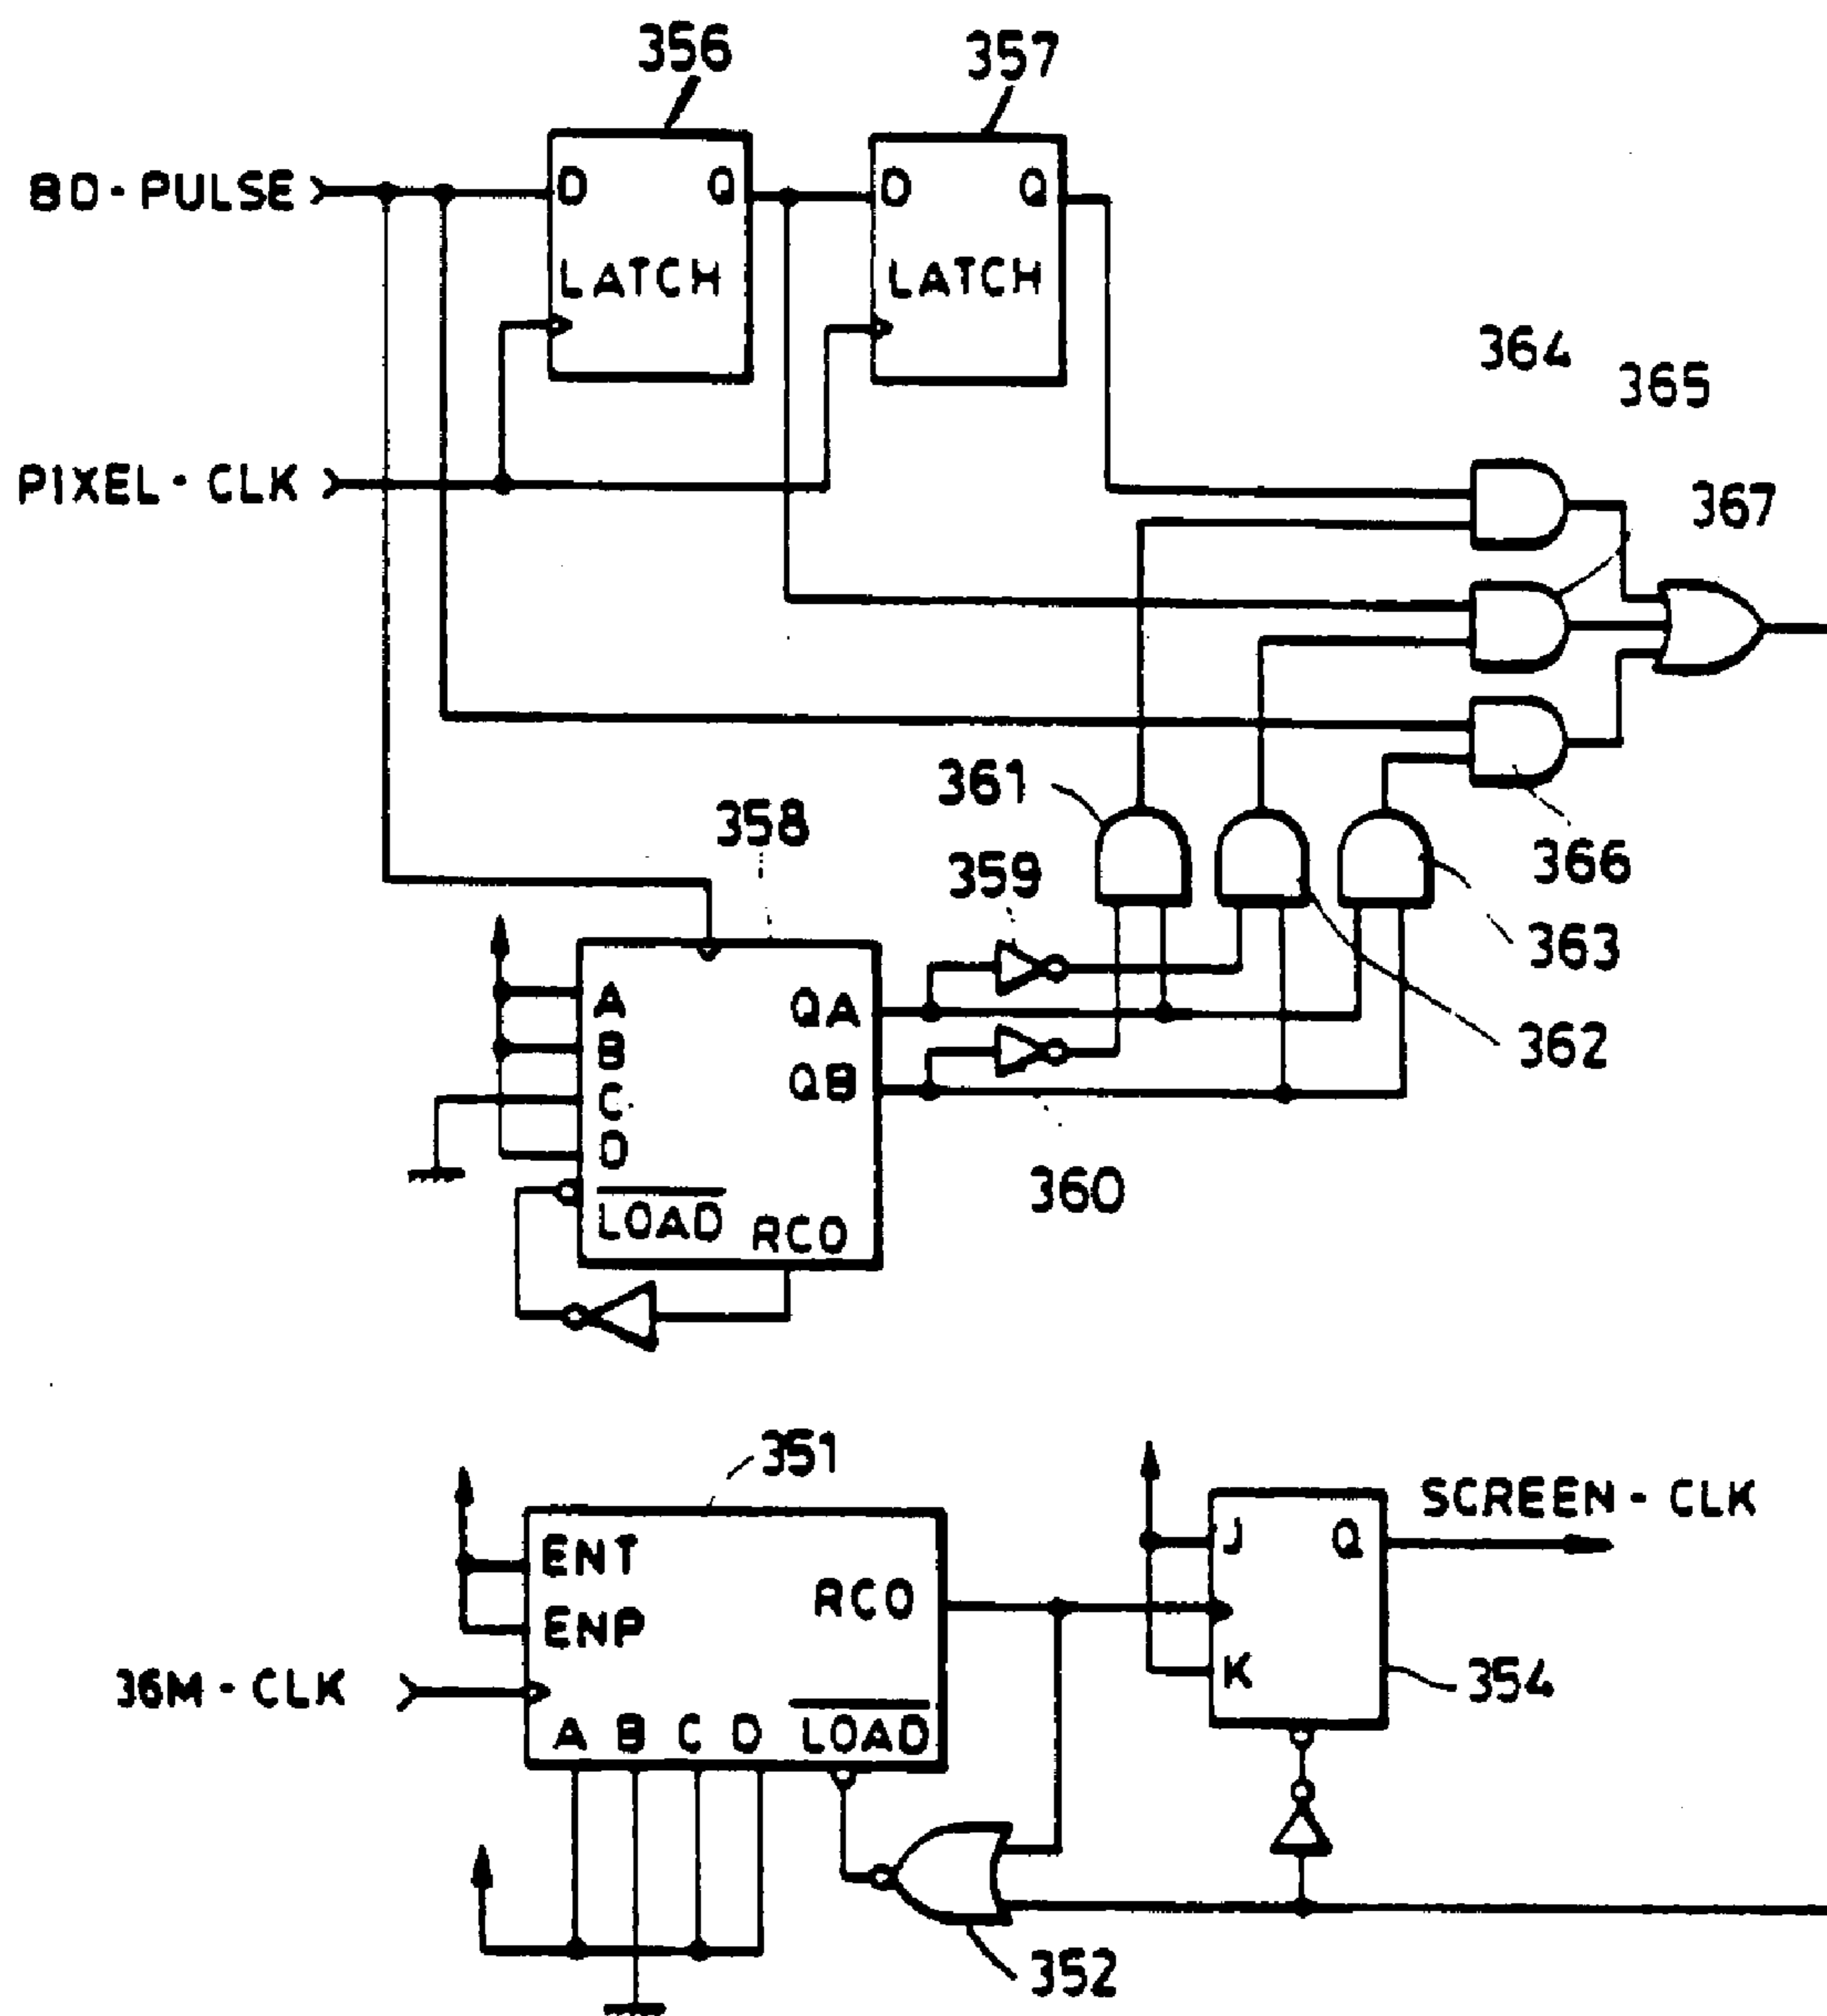 356
357
BD-PULSE
D Q
LATCH
D Q
LATCH
PIXEL-CLK
364
365
367
361
358
359
366
363
362
A
B
C
D
QA
QB
LOAD
RCO
360
351
ENT
ENP
RCO
36M-CLK
A B C D LOAD
J Q
K
SCREEN-CLK
354
352